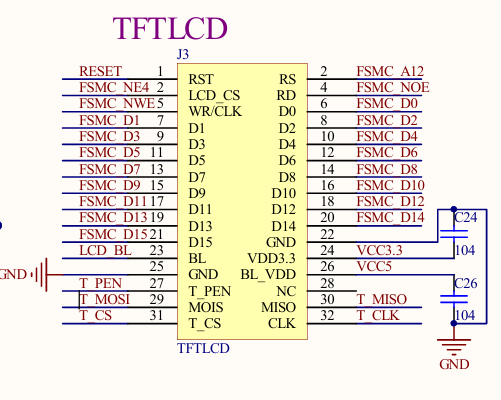 TFTLCD
J3
RESET 1 RST RS 2 FSMC_A12
FSMC_NE4 2 LCD_CS RD 4 FSMC_NOE
FSMC_NWE 5 WR/CLK D0 6 FSMC_D0
FSMC_D1 7 D1 D2 8 FSMC_D2
FSMC_D3 9 D3 D4 10 FSMC_D4
FSMC_D5 11 D5 D6 12 FSMC_D6
FSMC_D7 13 D7 D8 14 FSMC_D8
FSMC_D9 15 D9 D10 16 FSMC_D10
FSMC_D11 17 D11 D12 18 FSMC_D12
FSMC_D13 19 D13 D14 20 FSMC_D14 C24
FSMC_D15 21 D15 GND 22
LCD_BL 23 BL VDD3.3 24 VCC3.3 104
GND 25 GND BL_VDD 26 VCC5
T_PEN 27 T_PEN NC 28 C26
T_MOSI 29 MOIS MISO 30 T_MISO
T_CS 31 T_CS CLK 32 T_CLK 104
TFTLCD
GND